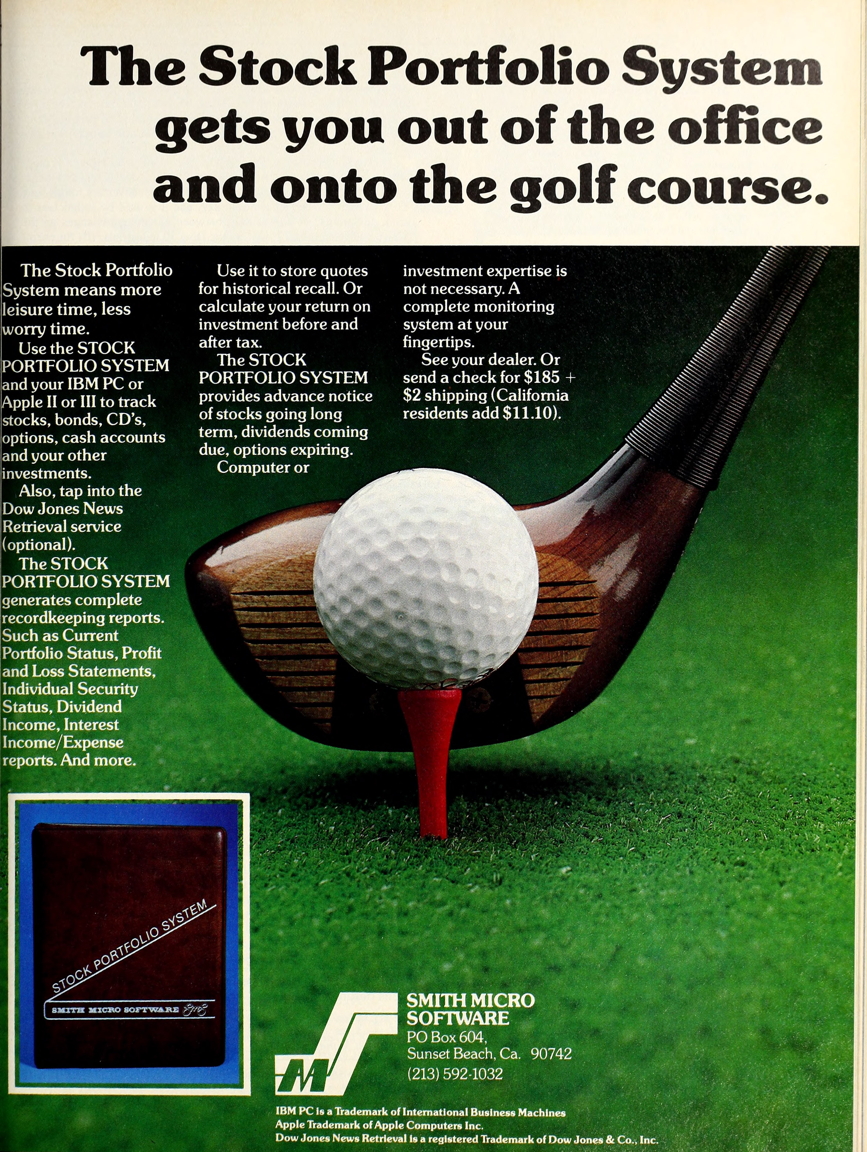 The Stock Portfolio System
gets you out of the office
and onto the golf course.
The Stock Portfolio
System means more
leisure time, less
worry time.
Use the STOCK
PORTFOLIO SYSTEM
and your IBM PC or
Apple II or III to track
stocks, bonds, CD's,
options, cash accounts
and your other
investments.
Also, tap into the
Dow Jones News
Retrieval service
(optional).
The STOCK
PORTFOLIO SYSTEM
generates complete
recordkeeping reports.
Such as Current
Portfolio Status, Profit
and Loss Statements,
Individual Security
Status, Dividend
Income, Interest
Income/Expense
reports. And more.
Use it to store quotes
for historical recall. Or
calculate your return on
investment before and
after tax.
The STOCK
PORTFOLIO SYSTEM
provides advance notice
of stocks going long
term, dividends coming
due, options expiring.
Computer or
investment expertise is
not necessary. A
complete monitoring
system at your
fingertips.
See your dealer. Or
send a check for $185 +
$2 shipping (California
residents add $11.10).
STOCK PORTFOLIO SYSTEM
SMITH MICRO SOFTWARE
SMITH MICRO
SOFTWARE
PO Box 604,
Sunset Beach, Ca. 90742
(213) 592-1032
IBM PC is a Trademark of International Business Machines
Apple Trademark of Apple Computers Inc.
Dow Jones News Retrieval is a registered Trademark of Dow Jones & Co., Inc.